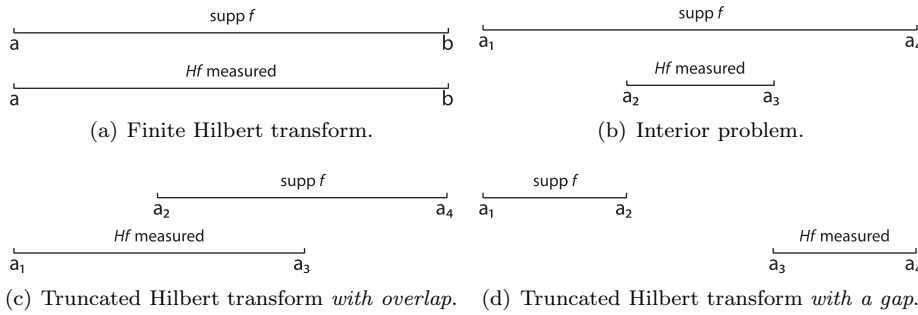 supp f
a b
Hf measured
a b
(a) Finite Hilbert transform.
supp f
a₁ a₄
Hf measured
a₂ a₃
(b) Interior problem.
supp f
a₂ a₄
Hf measured
a₁ a₃
(c) Truncated Hilbert transform with overlap.
supp f
a₁ a₂
Hf measured
a₃ a₄
(d) Truncated Hilbert transform with a gap.